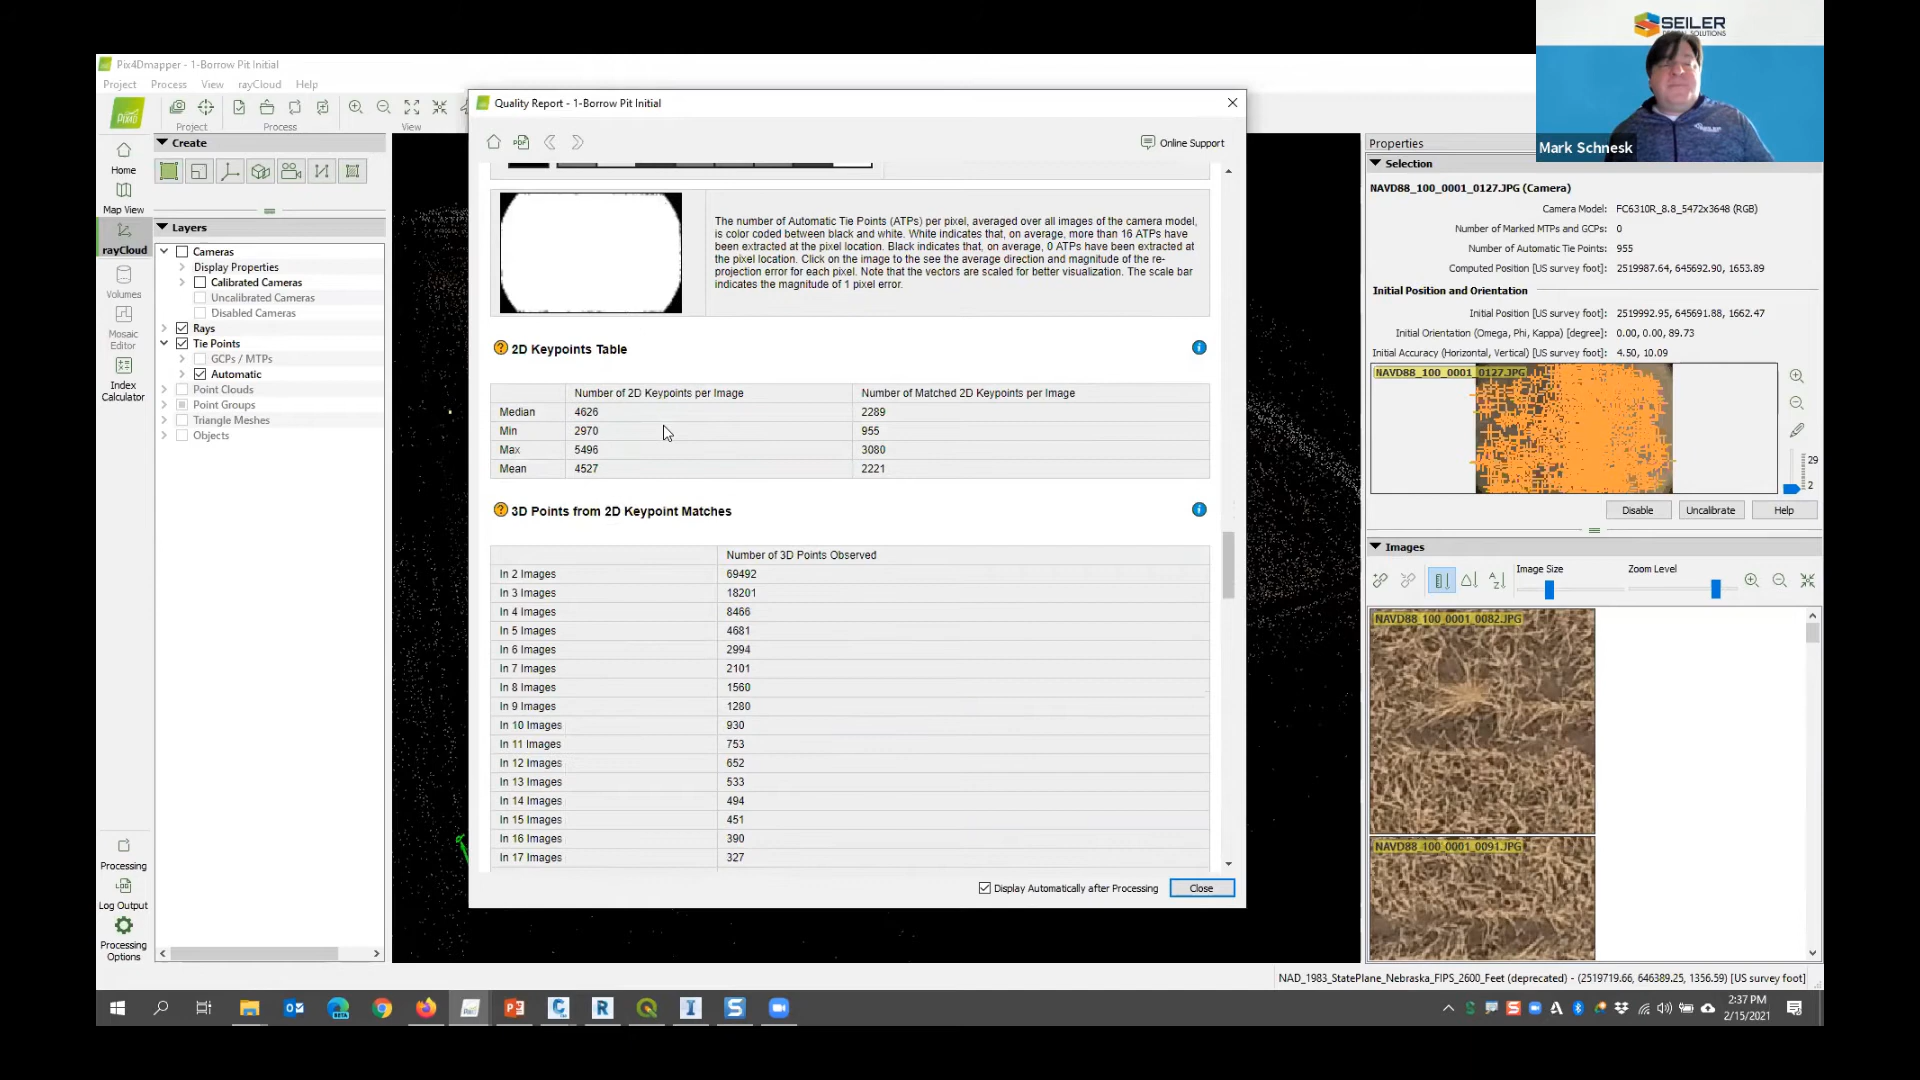 SEILER
DESIGN SOLUTIONS
Mark Schnesk
Pix4Dmapper - 1-Borrow Pit Initial
Project Process View rayCloud Help
Project Process View
Create
Home
Map View
rayCloud
Volumes
Mosaic
Editor
Index
Calculator
Processing
Log Output
Processing
Options
Layers
Cameras
Display Properties
Calibrated Cameras
Uncalibrated Cameras
Disabled Cameras
Rays
Tie Points
GCPs / MTPs
Automatic
Point Clouds
Point Groups
Triangle Meshes
Objects
Quality Report - 1-Borrow Pit Initial
PDF
Online Support
The number of Automatic Tie Points (ATPs) per pixel, averaged over all images of the camera model,
is color coded between black and white. White indicates that, on average, more than 16 ATPs have
been extracted at the pixel location. Black indicates that, on average, 0 ATPs have been extracted at
the pixel location. Click on the image to the see the average direction and magnitude of the re-
projection error for each pixel. Note that the vectors are scaled for better visualization. The scale bar
indicates the magnitude of 1 pixel error.
2D Keypoints Table
Number of 2D Keypoints per Image Number of Matched 2D Keypoints per Image
Median 4626 2289
Min 2970 955
Max 5496 3080
Mean 4527 2221
3D Points from 2D Keypoint Matches
Number of 3D Points Observed
In 2 Images 69492
In 3 Images 18201
In 4 Images 8466
In 5 Images 4681
In 6 Images 2994
In 7 Images 2101
In 8 Images 1560
In 9 Images 1280
In 10 Images 930
In 11 Images 753
In 12 Images 652
In 13 Images 533
In 14 Images 494
In 15 Images 451
In 16 Images 390
In 17 Images 327
Display Automatically after Processing Close
Properties
Selection
NAVD88_100_0001_0127.JPG (Camera)
Camera Model: FC6310R_8.8_5472x3648 (RGB)
Number of Marked MTPs and GCPs: 0
Number of Automatic Tie Points: 955
Computed Position [US survey foot]: 2519987.64, 645692.90, 1653.89
Initial Position and Orientation
Initial Position [US survey foot]: 2519992.95, 645691.88, 1662.47
Initial Orientation (Omega, Phi, Kappa) [degree]: 0.00, 0.00, 89.73
Initial Accuracy (Horizontal, Vertical) [US survey foot]: 4.50, 10.09
NAVD88_100_0001_0127.JPG
29
2
Disable Uncalibrate Help
Images
Image Size Zoom Level
NAVD88_100_0001_0082.JPG
NAVD88_100_0001_0091.JPG
NAD_1983_StatePlane_Nebraska_FIPS_2600_Feet (deprecated) - (2519719.66, 646389.25, 1356.59) [US survey foot]
2:37 PM
2/15/2021